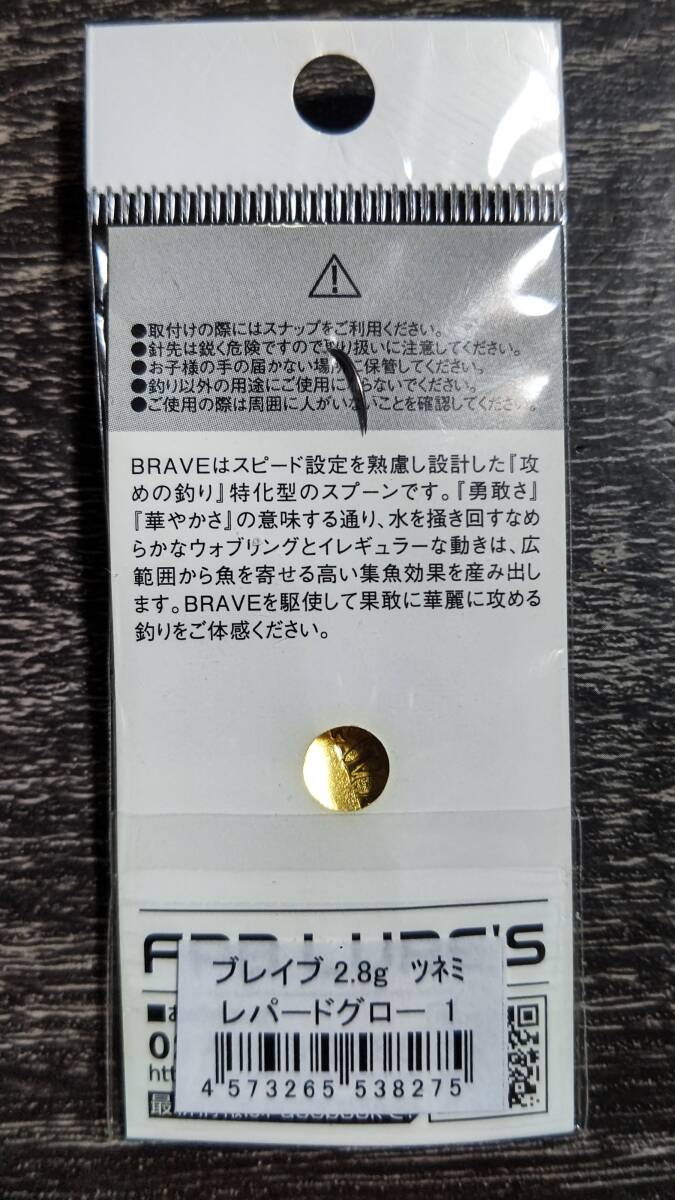 ●取付けの際にはスナップをご利用ください。
●針先は鋭く危険ですので取り扱いに注意してください。
●お子様の手の届かない場所 保管してください。
●釣り以外の用途にご使用に らないでください。
●ご使用の際は周囲に人がいないことを確認してください。
BRAVEはスピード設定を熟慮し設計した『攻
めの釣り』特化型のスプーンです。『勇敢さ』
『華やかさ』の意味する通り、水を掻き回すなめ
らかなウォブリングとイレギュラーな動きは、広
範囲から魚を寄せる高い集魚効果を産み出し
ます。BRAVEを駆使して果敢に華麗に攻める
釣りをご体感ください。
ブレイブ 2.8g ツネミ
レパードグロー 1
4 573265 538275